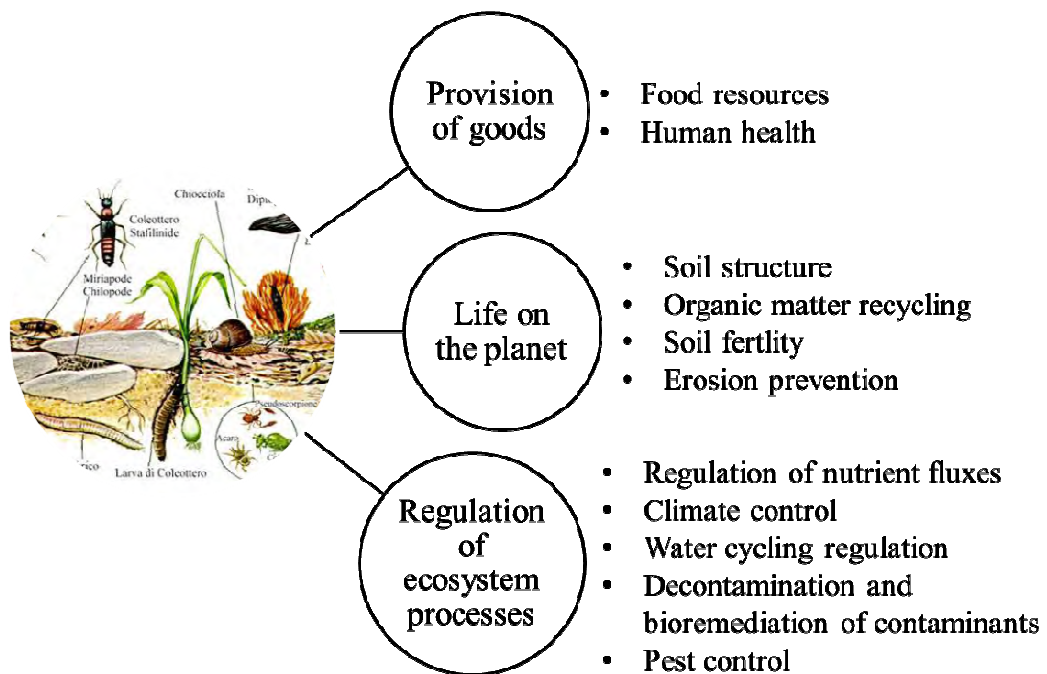 Provision
of goods
• Food resources
• Human health
Chiocciola
Coleottero
Stafilinide
Miriapode
Chilopode
Pseudoscorpione
Acaro
Larva di Coleottero
Life on
the planet
• Soil structure
• Organic matter recycling
• Soil fertlity
• Erosion prevention
Regulation
of
ecosystem
processes
• Regulation of nutrient fluxes
• Climate control
• Water cycling regulation
• Decontamination and
bioremediation of contaminants
• Pest control